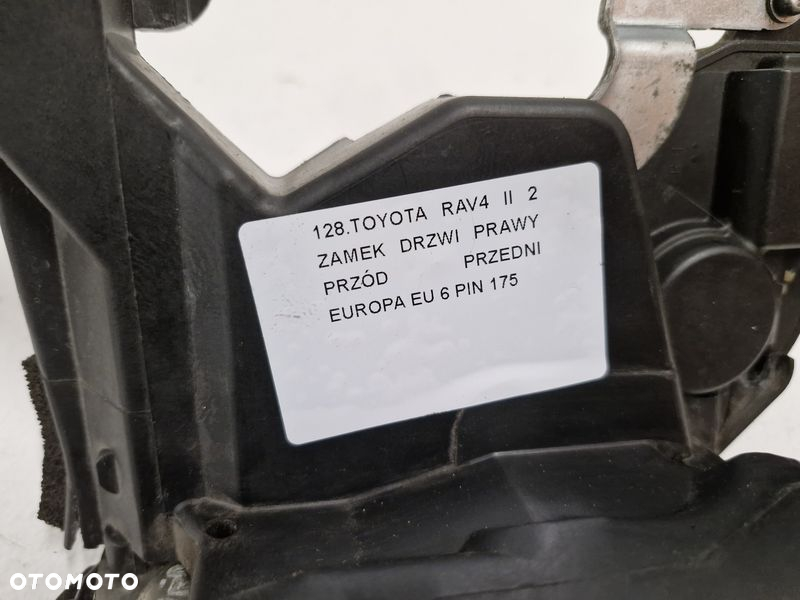 128.TOYOTA RAV4 II 2
ZAMEK DRZWI PRAWY
PRZÓD PRZEDNI
EUROPA EU 6 PIN 175
OTOMOTO